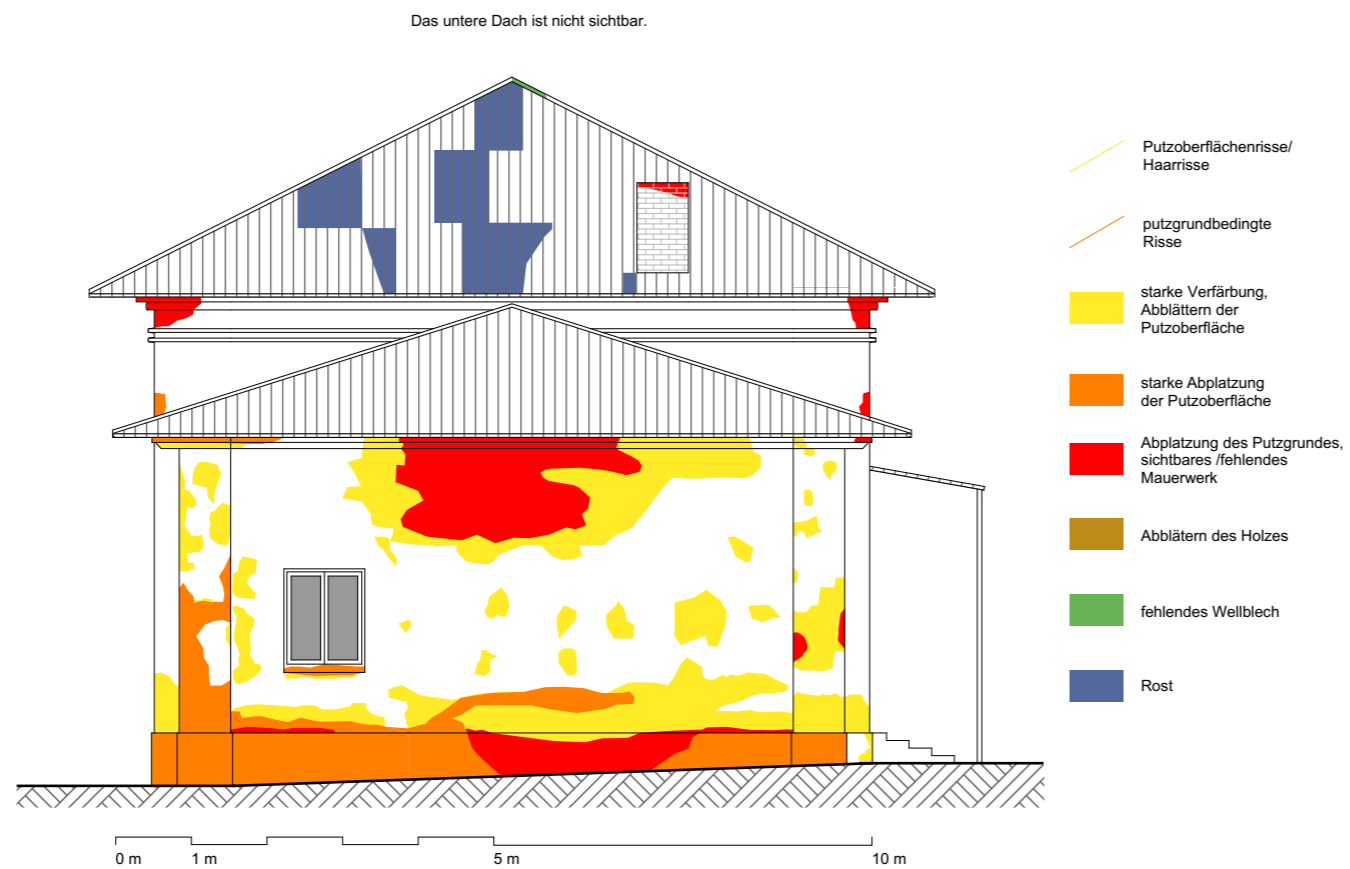 Das untere Dach ist nicht sichtbar.
Putzoberflächenrisse/
Haarrisse
putzgrundbedingte
Risse
starke Verfärbung,
Abblättern der
Putzoberfläche
starke Abplatzung
der Putzoberfläche
Abplatzung des Putzgrundes,
sichtbares /fehlendes
Mauerwerk
Abblätern des Holzes
fehlendes Wellblech
Rost
0 m 1 m 5 m 10 m